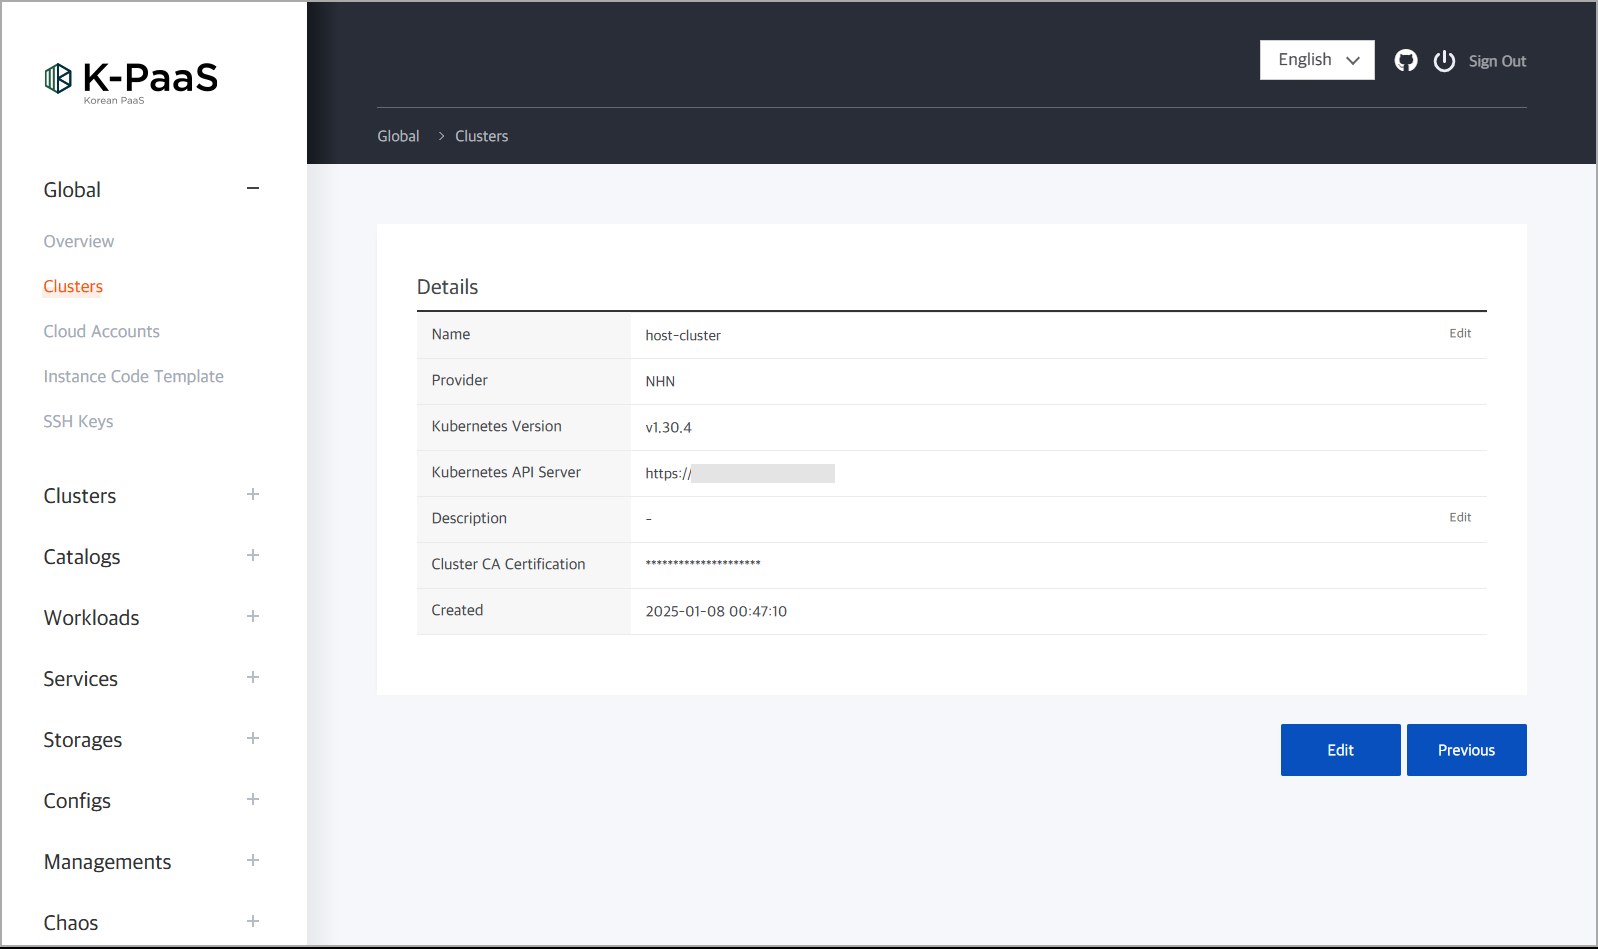 K-PaaS
Korean PaaS
English
Sign Out
Global > Clusters
Global
Overview
Clusters
Cloud Accounts
Instance Code Template
SSH Keys
Clusters
Catalogs
Workloads
Services
Storages
Configs
Managements
Chaos
Details
Name host-cluster Edit
Provider NHN
Kubernetes Version v1.30.4
Kubernetes API Server https://
Description - Edit
Cluster CA Certification *********************
Created 2025-01-08 00:47:10
Edit Previous